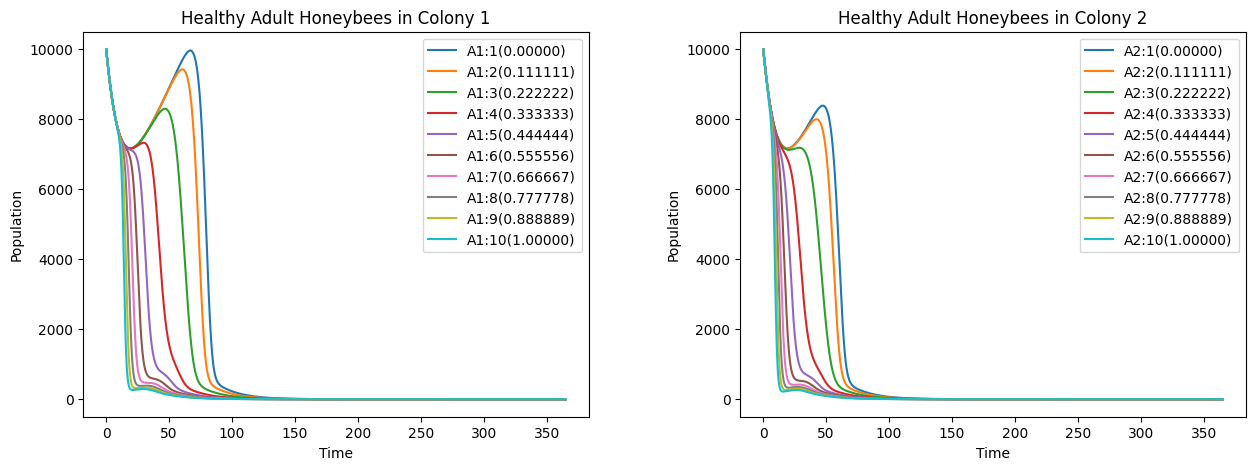 Healthy Adult Honeybees in Colony 1
A1:1(0.00000)
A1:2(0.111111)
A1:3(0.222222)
A1:4(0.333333)
A1:5(0.444444)
A1:6(0.555556)
A1:7(0.666667)
A1:8(0.777778)
A1:9(0.888889)
A1:10(1.00000)
Population
10000
8000
6000
4000
2000
0
0 50 100 150 200 250 300 350
Time
Healthy Adult Honeybees in Colony 2
A2:1(0.00000)
A2:2(0.111111)
A2:3(0.222222)
A2:4(0.333333)
A2:5(0.444444)
A2:6(0.555556)
A2:7(0.666667)
A2:8(0.777778)
A2:9(0.888889)
A2:10(1.00000)
Population
10000
8000
6000
4000
2000
0
0 50 100 150 200 250 300 350
Time